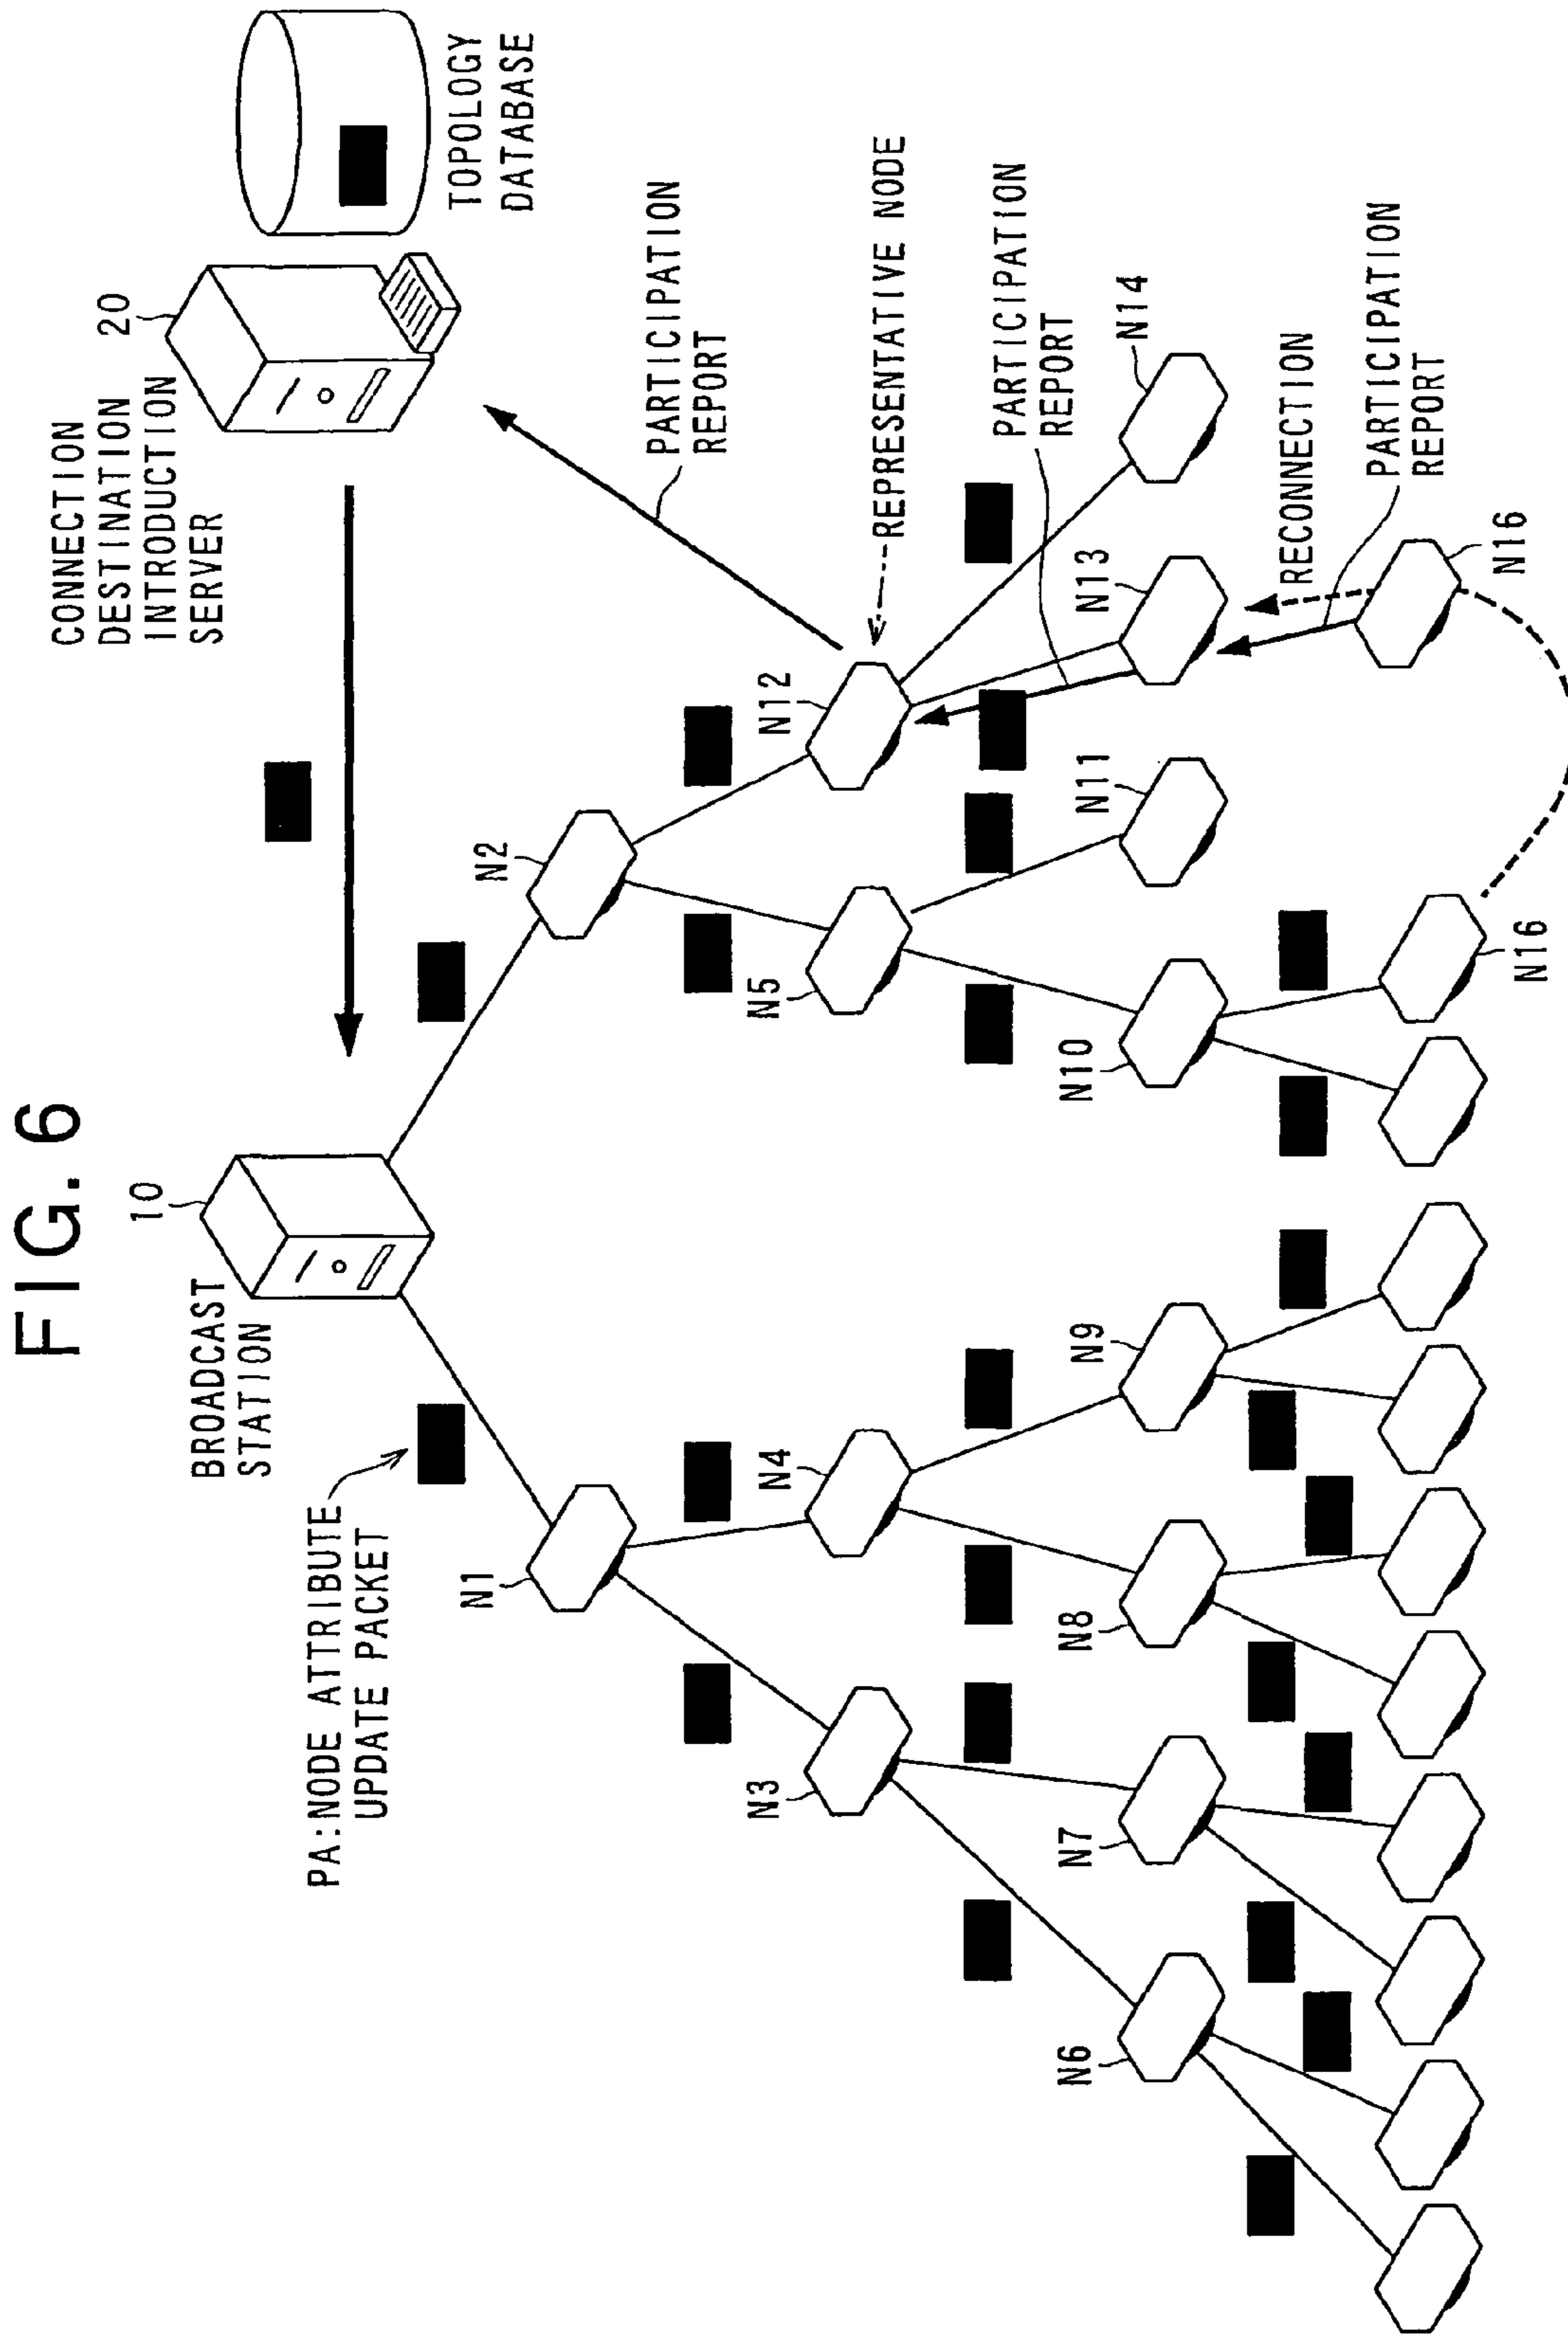 FIG. 6
CONNECTION
DESTINATION
INTRODUCTION
SERVER
20
TOPOLOGY
DATABASE
BROADCAST
STATION
10
PA:NODE ATTRIBUTE
UPDATE PACKET
PARTICIPATION
REPORT
REPRESENTATIVE NODE
N1
N2
N3
N4
N5
N12
PARTICIPATION
REPORT
N6
N7
N8
N9
N10
N11
N13
N14
RECONNECTION
PARTICIPATION
REPORT
N16
N16